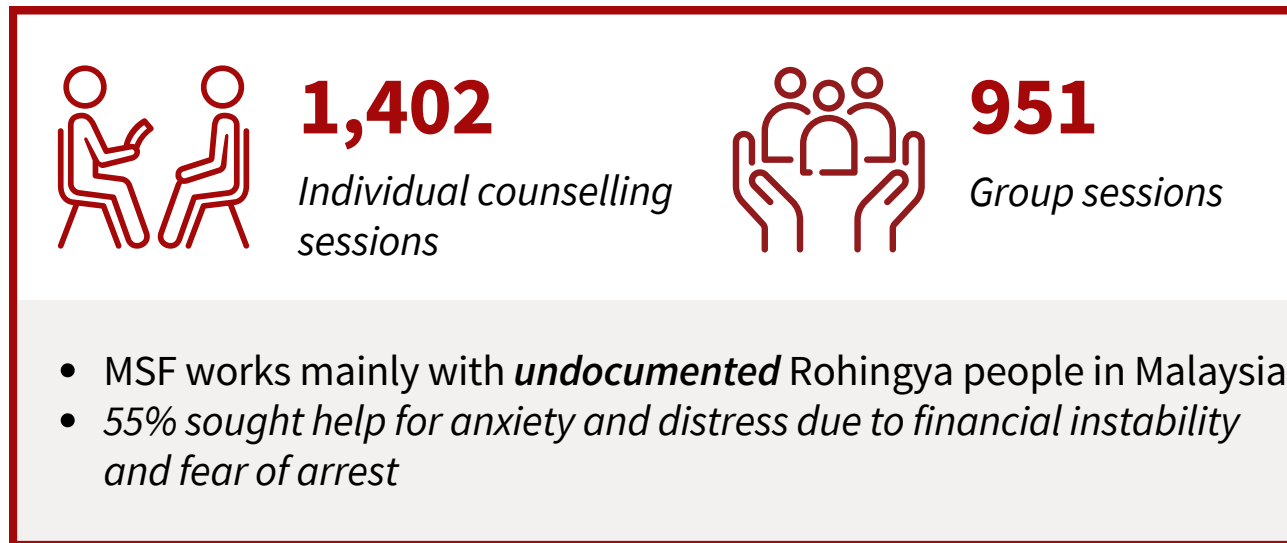 1,402
Individual counselling
sessions
951
Group sessions
• MSF works mainly with undocumented Rohingya people in Malaysia
• 55% sought help for anxiety and distress due to financial instability
and fear of arrest